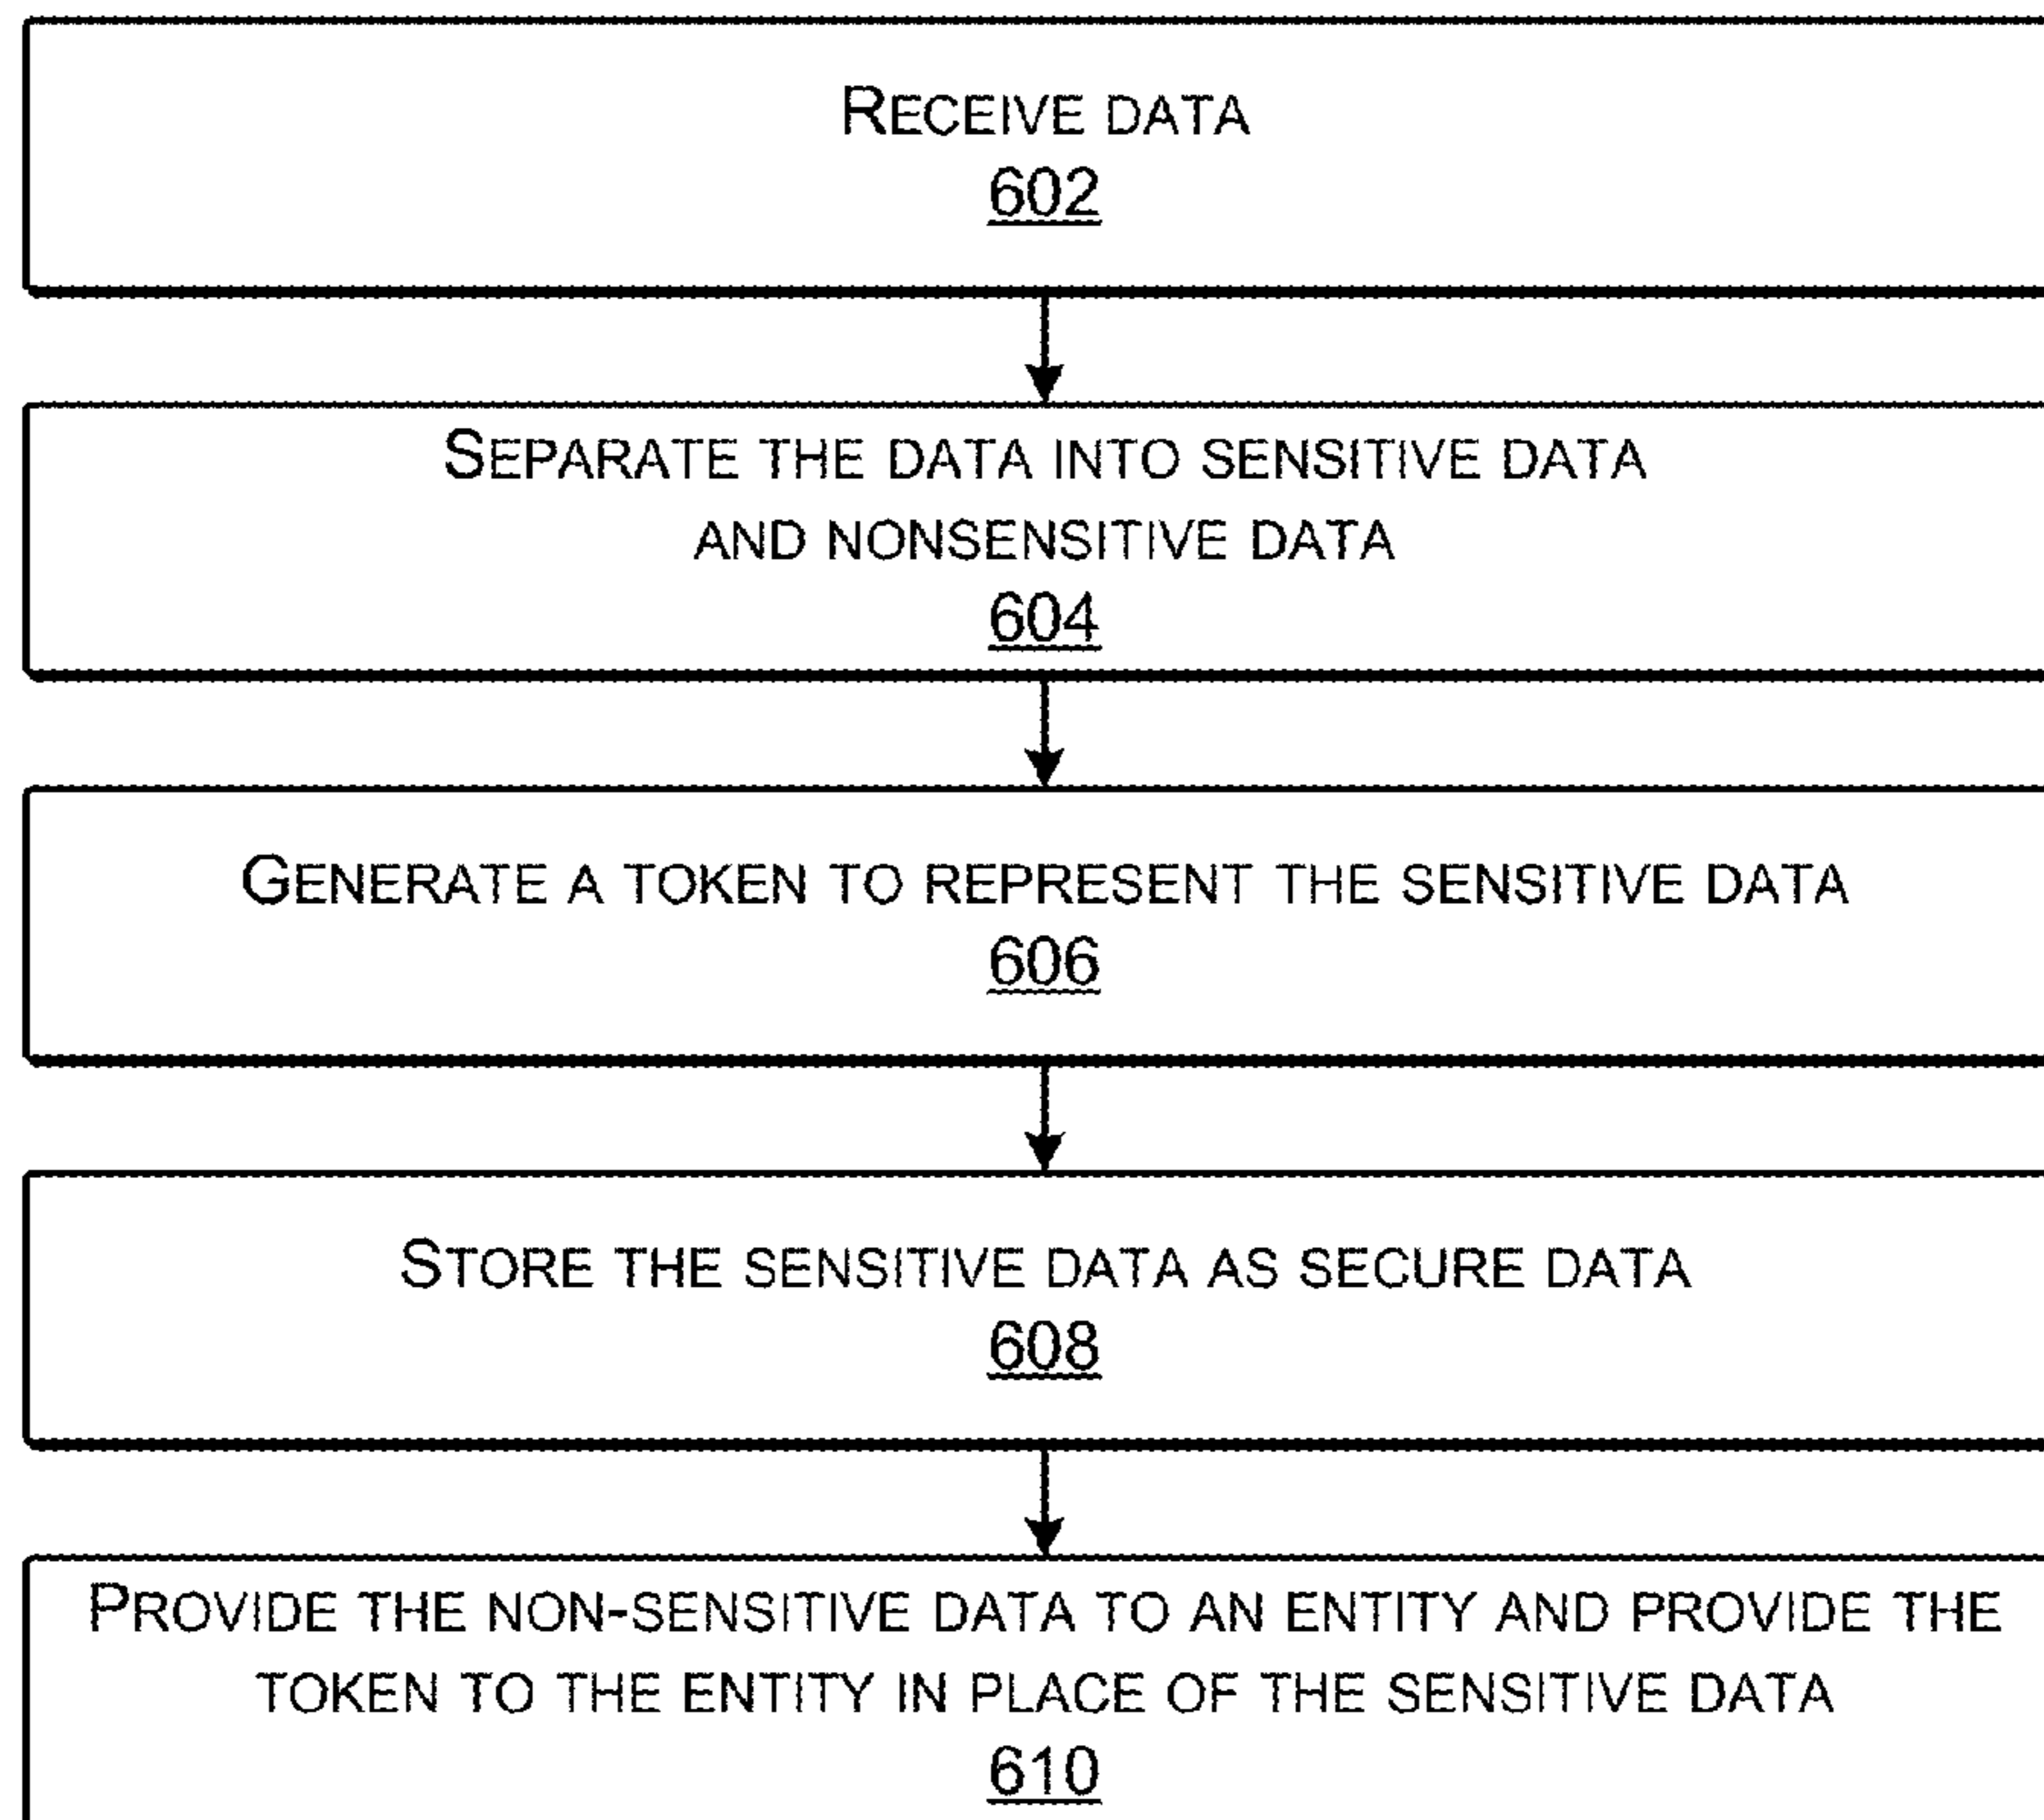 RECEIVE DATA
602
SEPARATE THE DATA INTO SENSITIVE DATA
AND NONSENSITIVE DATA
604
GENERATE A TOKEN TO REPRESENT THE SENSITIVE DATA
606
STORE THE SENSITIVE DATA AS SECURE DATA
608
PROVIDE THE NON-SENSITIVE DATA TO AN ENTITY AND PROVIDE THE
TOKEN TO THE ENTITY IN PLACE OF THE SENSITIVE DATA
610